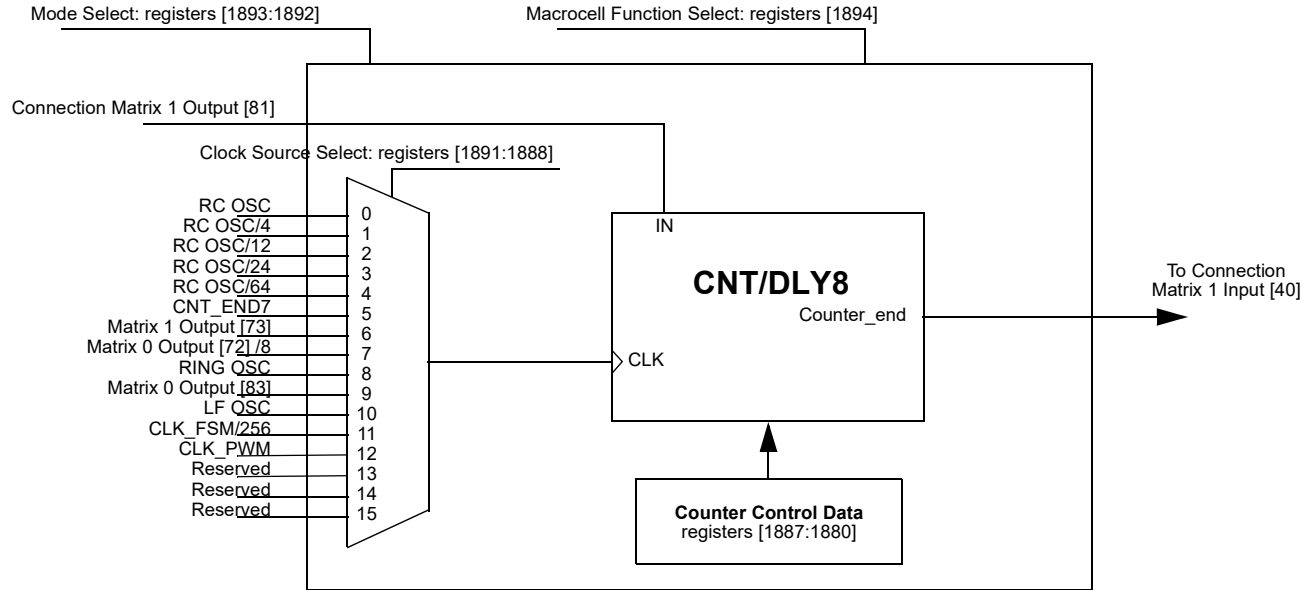 Mode Select: registers [1893:1892]
Macrocell Function Select: registers [1894]
Connection Matrix 1 Output [81]
Clock Source Select: registers [1891:1888]
RC OSC
0
RC OSC/4
1
RC OSC/12
2
RC OSC/24
3
RC OSC/64
4
CNT_END7
5
Matrix 1 Output [73]
6
Matrix 0 Output [72] /8
7
RING OSC
8
Matrix 0 Output [83]
9
LF OSC
10
CLK_FSM/256
11
CLK_PWM
12
Reserved
13
Reserved
14
Reserved
15
IN
CNT/DLY8
Counter_end
CLK
To Connection
Matrix 1 Input [40]
Counter Control Data
registers [1887:1880]